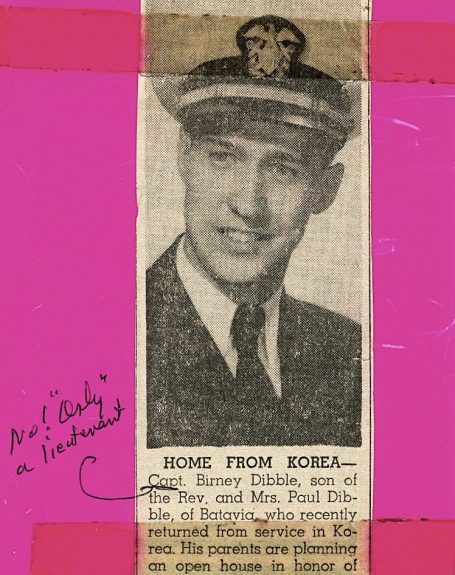 No! "Only"
a lieutenant
HOME FROM KOREA—
Capt. Birney Dibble, son of
the Rev. and Mrs. Paul Dib-
ble, of Batavia, who recently
returned from service in Ko-
rea. His parents are planning
an open house in honor of